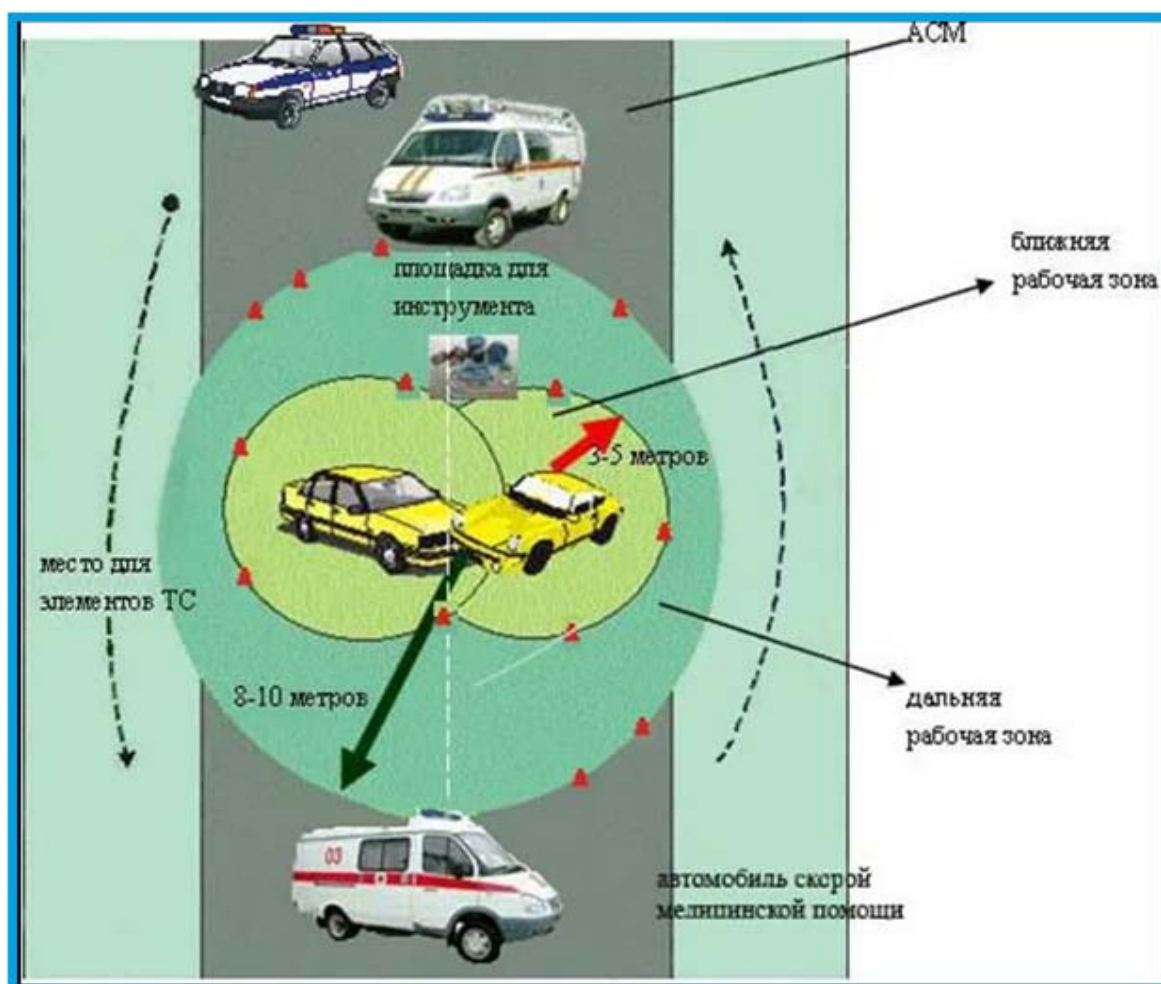 АСМ
площадка для
инструмента
ближняя
рабочая зона
3-5 метров
место для
элементов ТС
8-10 метров
дальняя
рабочая зона
автомобиль скорой
мелипинской помощи
03